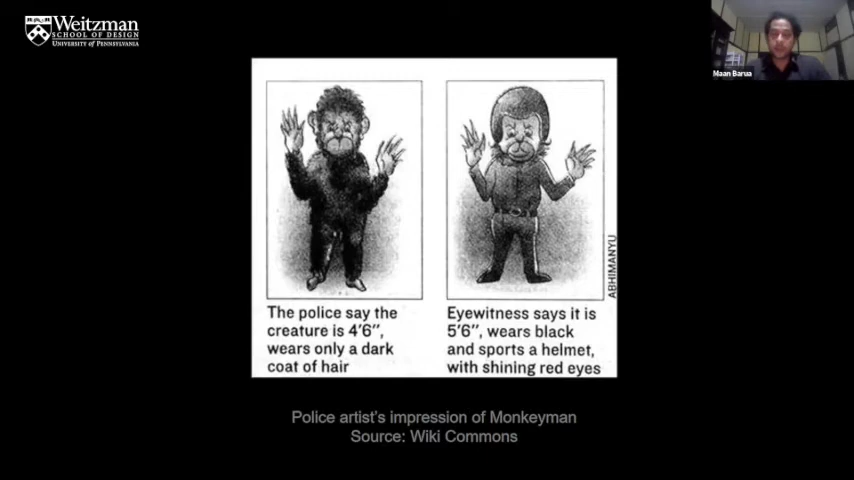 Weitzman
SCHOOL OF DESIGN
UNIVERSITY of PENNSYLVANIA
Maan Barua
The police say the
creature is 4'6",
wears only a dark
coat of hair
Eyewitness says it is
5'6", wears black
and sports a helmet,
with shining red eyes
ABHIMANYU
Police artist's impression of Monkeyman
Source: Wiki Commons